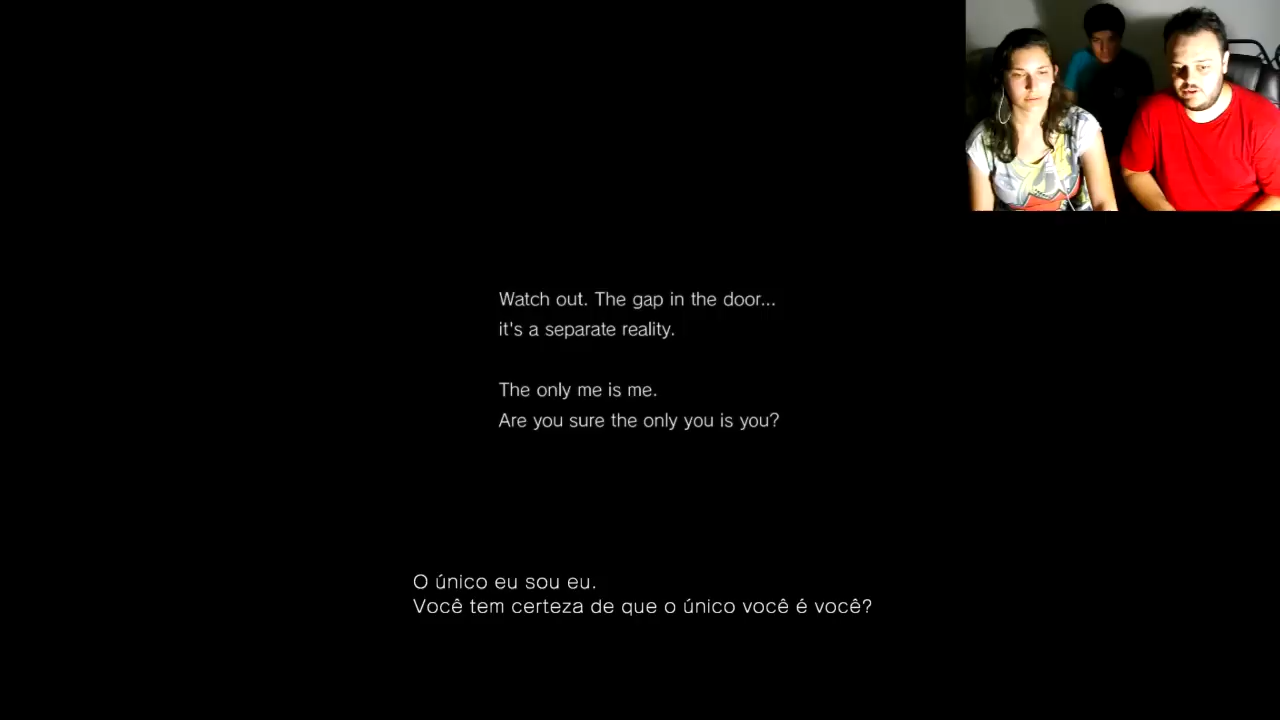 Watch out. The gap in the door...
it's a separate reality.
The only me is me.
Are you sure the only you is you?
O único eu sou eu.
Você tem certeza de que o único você é você?